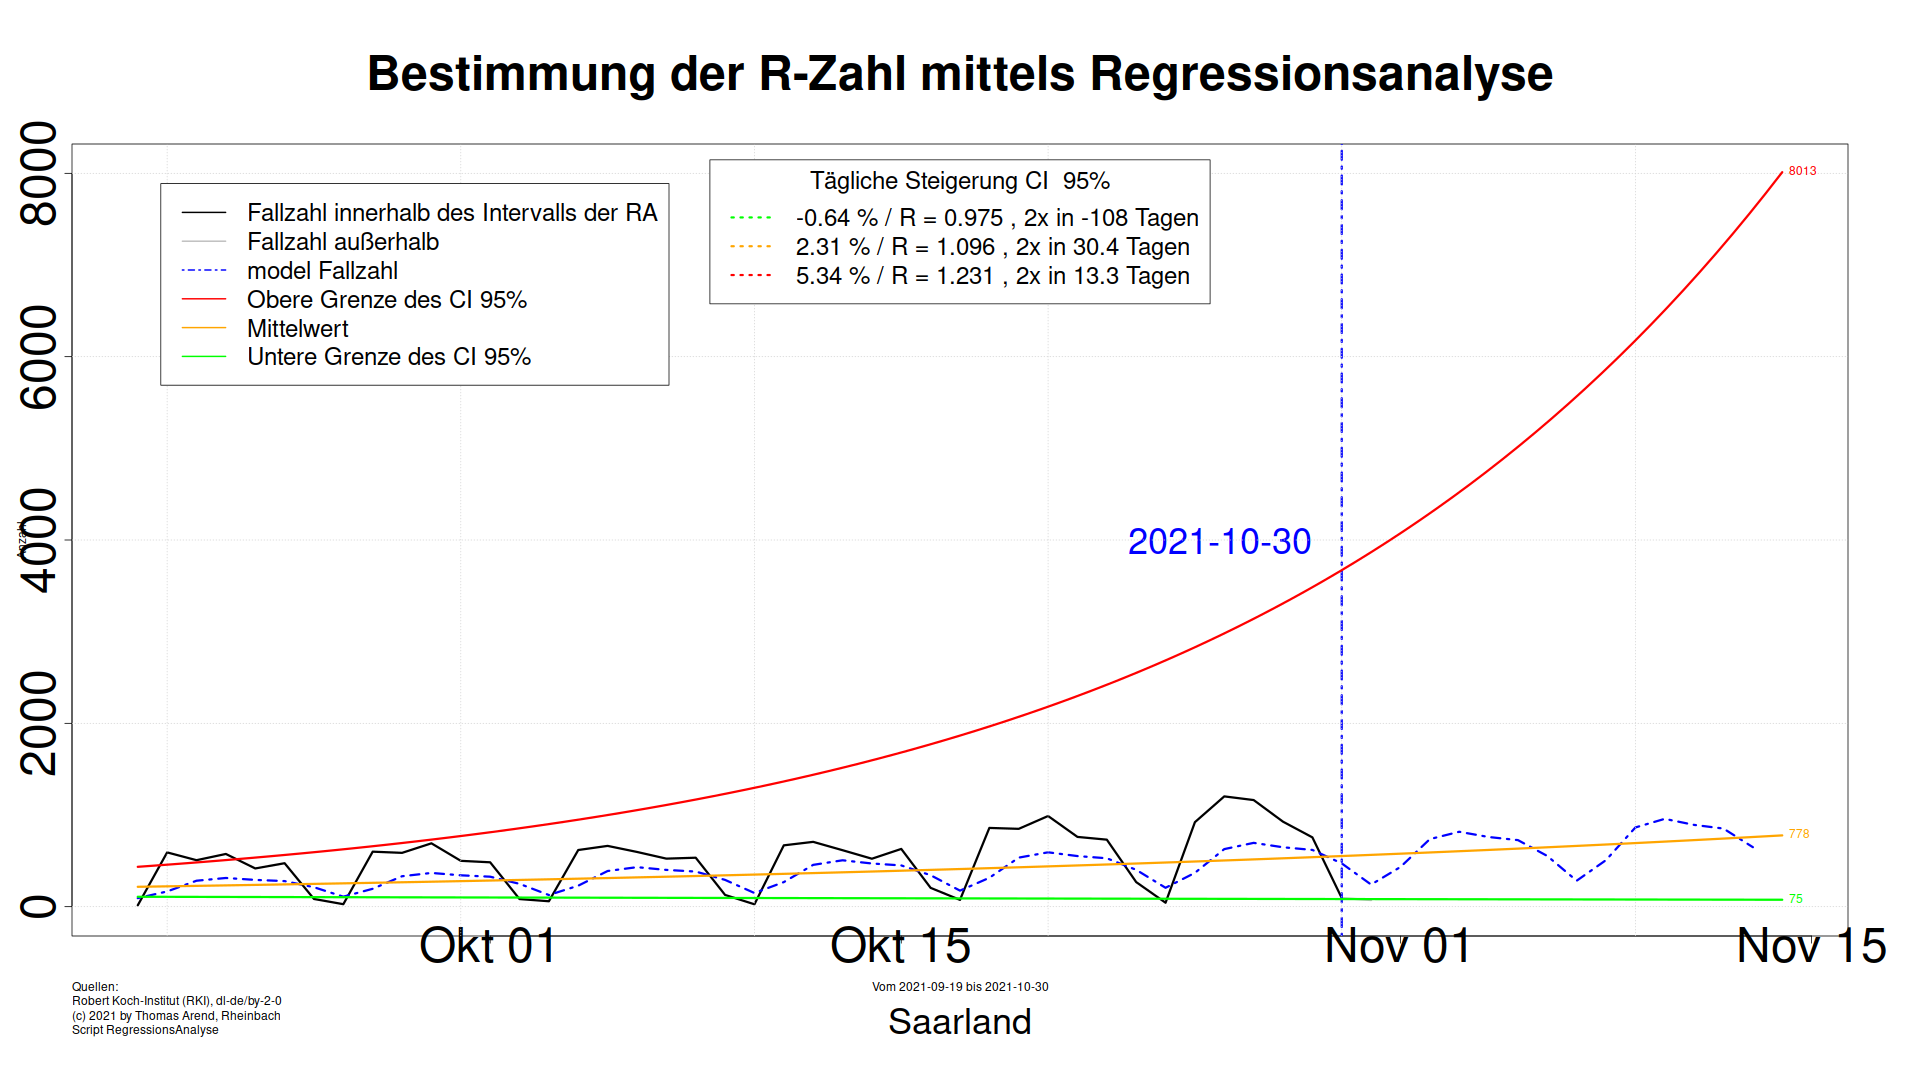 Bestimmung der R-Zahl mittels Regressionsanalyse
8000
6000
4000
2000
0
Anzahl
Fallzahl innerhalb des Intervalls der RA
Fallzahl außerhalb
model Fallzahl
Obere Grenze des CI 95%
Mittelwert
Untere Grenze des CI 95%
Tägliche Steigerung CI  95%
-0.64 % / R = 0.975 , 2x in -108 Tagen
2.31 % / R = 1.096 , 2x in 30.4 Tagen
5.34 % / R = 1.231 , 2x in 13.3 Tagen
8013
2021-10-30
778
75
Okt 01
Okt 15
Nov 01
Nov 15
Quellen:
Robert Koch-Institut (RKI), dl-de/by-2-0
(c) 2021 by Thomas Arend, Rheinbach
Script RegressionsAnalyse
Vom 2021-09-19 bis 2021-10-30
Saarland